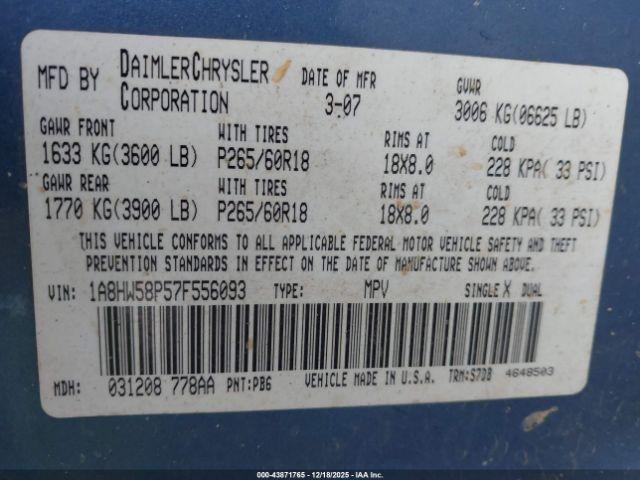 MFD BY DAIMLERCHRYSLER CORPORATION DATE OF MFR 3-07 GVWR 3006 KG(06625 LB)
GAWR FRONT WITH TIRES RIMS AT COLD
1633 KG(3600 LB) P265/60R18 18X8.0 228 KPA( 33 PSI)
GAWR REAR WITH TIRES RIMS AT COLD
1770 KG(3900 LB) P265/60R18 18X8.0 228 KPA( 33 PSI)
THIS VEHICLE CONFORMS TO ALL APPLICABLE FEDERAL MOTOR VEHICLE SAFETY AND THEFT
PREVENTION STANDARDS IN EFFECT ON THE DATE OF MANUFACTURE SHOWN ABOVE.
VIN: 1A8HW58P57F556093 TYPE: MPV SINGLE X DUAL
MDH: 031208 778AA PNT:PB6 VEHICLE MADE IN U.S.A. TRM:S7DB 4648503
000-43871765 - 12/18/2025 - IAAI.COM